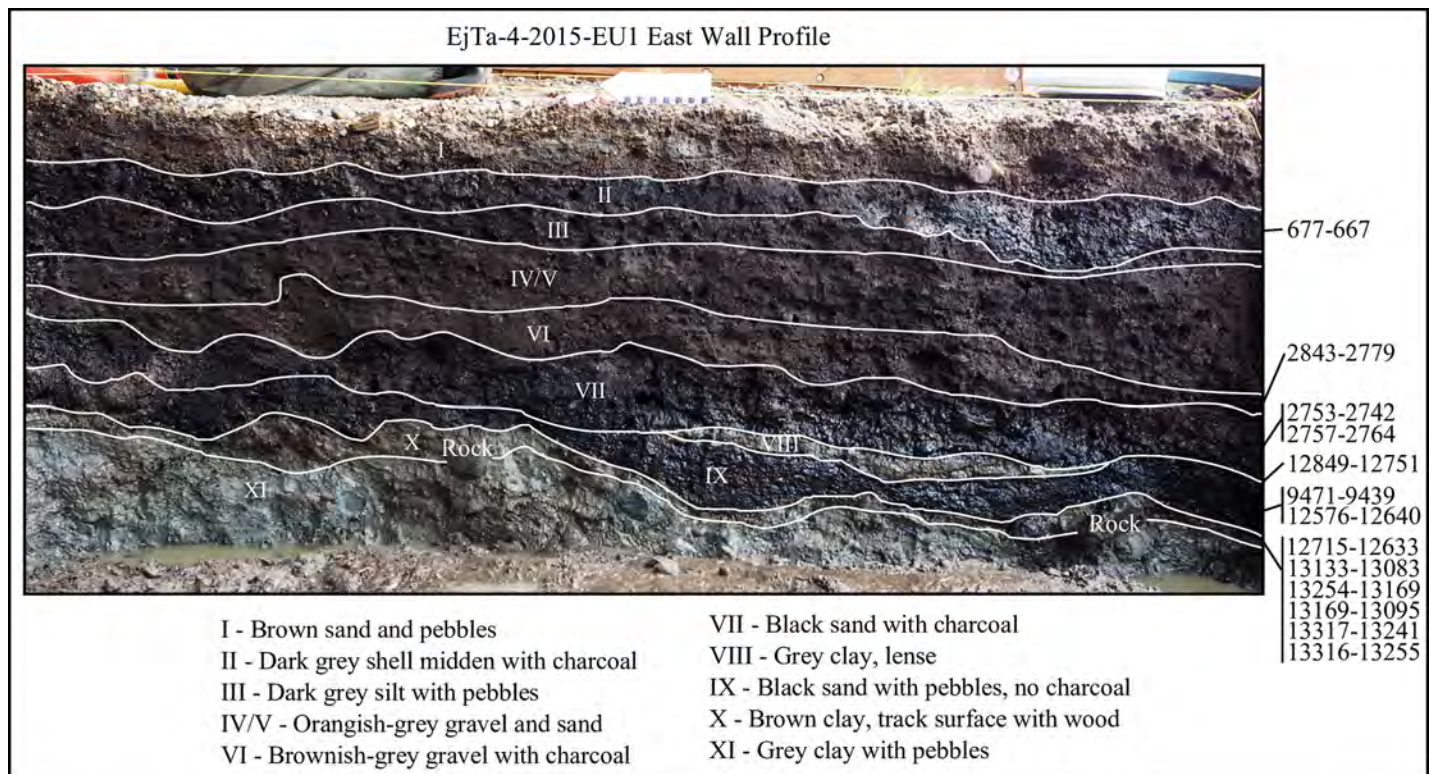 EjTa-4-2015-EU1 East Wall Profile
I
II
III
IV/V
VI
VII
VIII
IX
X
Rock
XI
Rock
677-667
2843-2779
2753-2742
2757-2764
12849-12751
9471-9439
12576-12640
12715-12633
13133-13083
13254-13169
13169-13095
13317-13241
13316-13255
I - Brown sand and pebbles
II - Dark grey shell midden with charcoal
III - Dark grey silt with pebbles
IV/V - Orangish-grey gravel and sand
VI - Brownish-grey gravel with charcoal
VII - Black sand with charcoal
VIII - Grey clay, lense
IX - Black sand with pebbles, no charcoal
X - Brown clay, track surface with wood
XI - Grey clay with pebbles